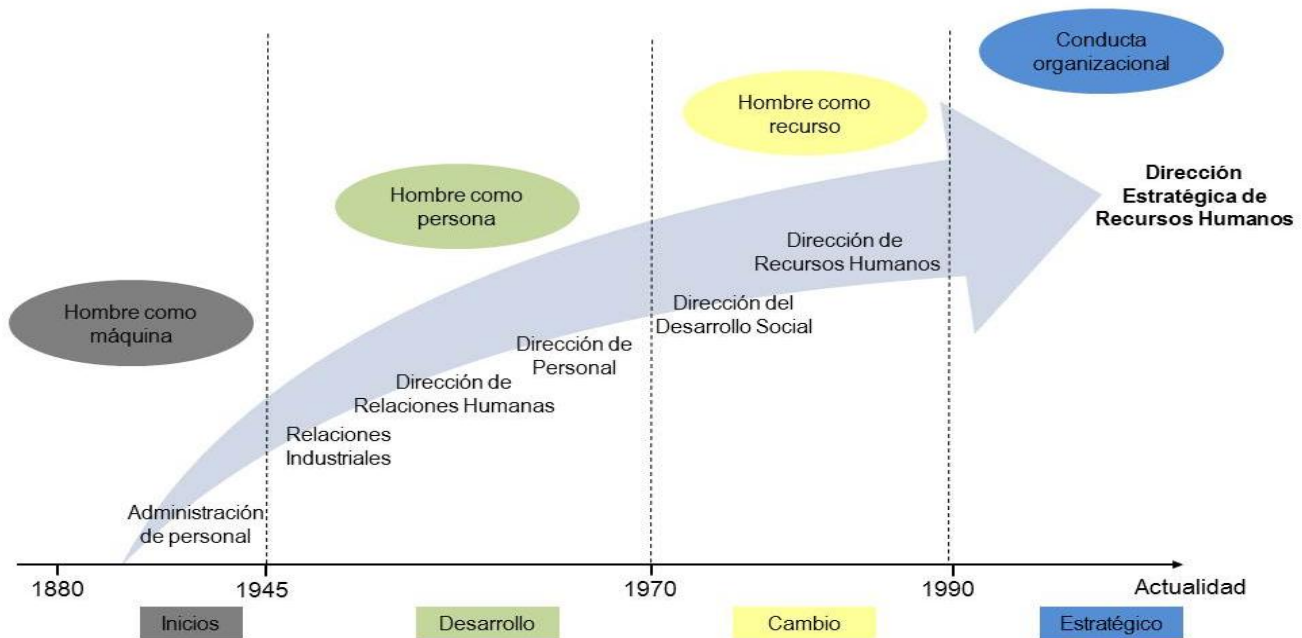 Conducta
organizacional
Hombre como
recurso
Hombre como
persona
Dirección
Estratégica de
Recursos Humanos
Dirección de
Recursos Humanos
Hombre como
máquina
Dirección del
Desarrollo Social
Dirección de
Personal
Dirección de
Relaciones Humanas
Relaciones
Industriales
Administración
de personal
1880
1945
1970
1990
Actualidad
Inicios
Desarrollo
Cambio
Estratégico